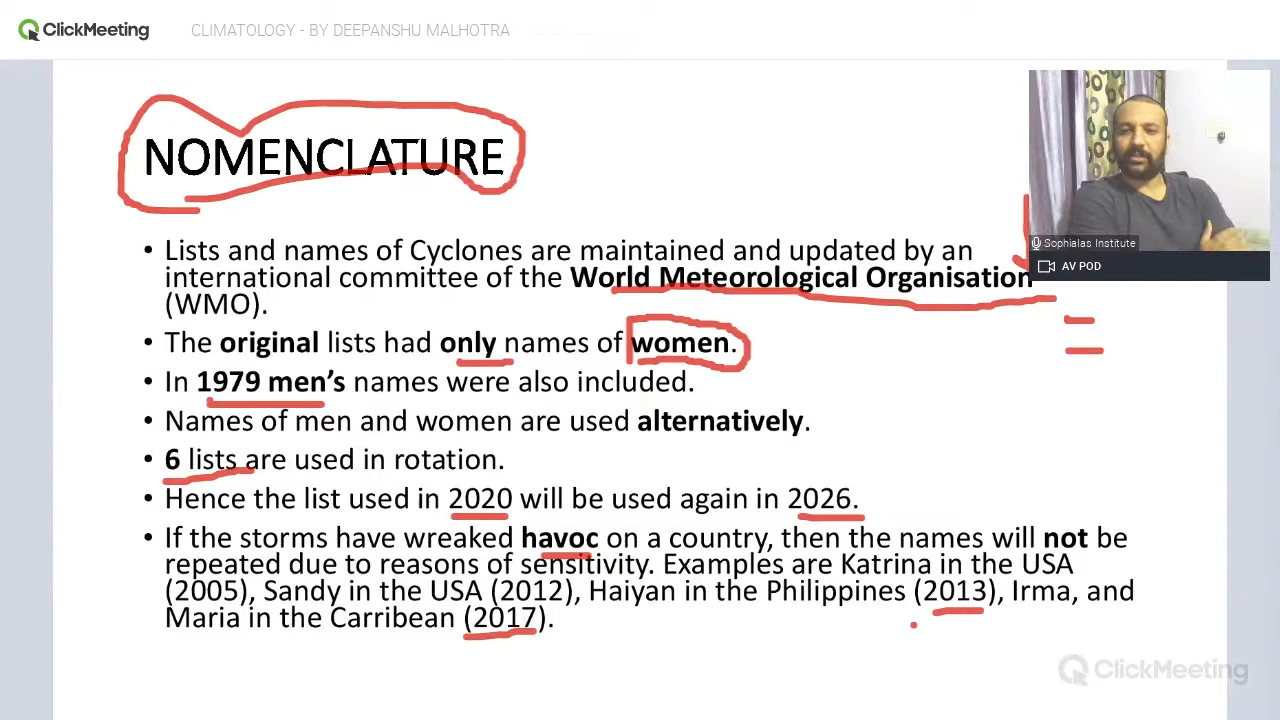 ClickMeeting
CLIMATOLOGY - BY DEEPANSHU MALHOTRA
NOMENCLATURE
Sophialas Institute
AV POD
• Lists and names of Cyclones are maintained and updated by an
international committee of the World Meteorological Organisation
(WMO).
• The original lists had only names of women.
• In 1979 men’s names were also included.
• Names of men and women are used alternatively.
• 6 lists are used in rotation.
• Hence the list used in 2020 will be used again in 2026.
• If the storms have wreaked havoc on a country, then the names will not be
repeated due to reasons of sensitivity. Examples are Katrina in the USA
(2005), Sandy in the USA (2012), Haiyan in the Philippines (2013), Irma, and
Maria in the Carribean (2017).
ClickMeeting